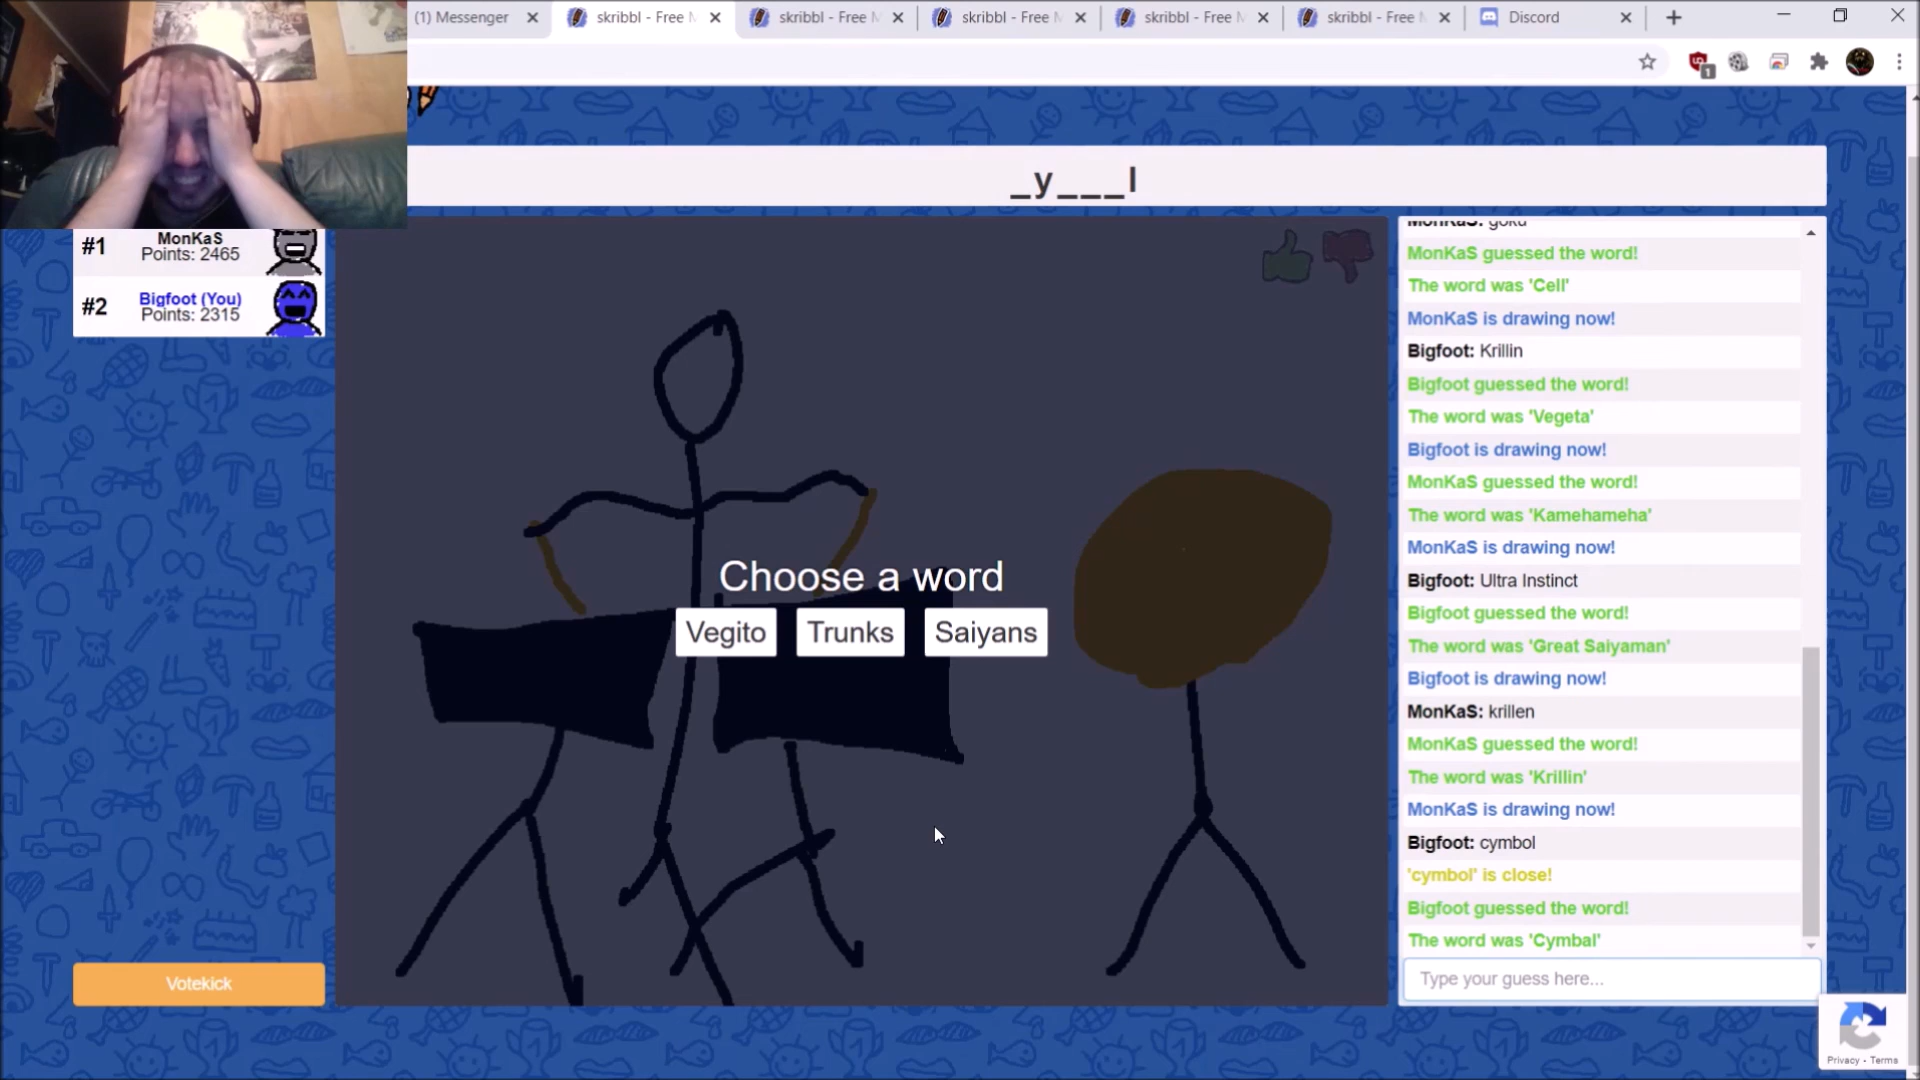 (1) Messenger
skribbl - Free
skribbl - Free
skribbl - Free
skribbl - Free
skribbl - Free
Discord
1
_y___l
#1
MonKaS
Points: 2465
#2
Bigfoot (You)
Points: 2315
Choose a word
Vegito
Trunks
Saiyans
MonKaS: goku
MonKaS guessed the word!
The word was 'Cell'
MonKaS is drawing now!
Bigfoot: Krillin
Bigfoot guessed the word!
The word was 'Vegeta'
Bigfoot is drawing now!
MonKaS guessed the word!
The word was 'Kamehameha'
MonKaS is drawing now!
Bigfoot: Ultra Instinct
Bigfoot guessed the word!
The word was 'Great Saiyaman'
Bigfoot is drawing now!
MonKaS: krillen
MonKaS guessed the word!
The word was 'Krillin'
MonKaS is drawing now!
Bigfoot: cymbol
'cymbol' is close!
Bigfoot guessed the word!
The word was 'Cymbal'
Type your guess here...
Votekick
Privacy - Terms